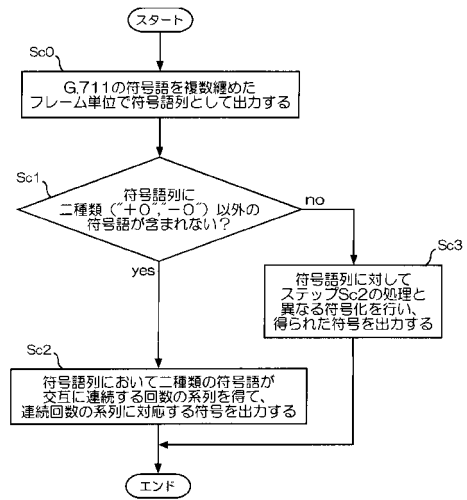 スタート
Sc0
G.711の符号語を複数纏めた
フレーム単位で符号語列として出力する
Sc1
符号語列に
二種類("+0","-0")以外の
符号語が含まれない?
no
yes
Sc3
符号語列に対して
ステップSc2の処理と
異なる符号化を行い、
得られた符号を出力する
Sc2
符号語列において二種類の符号語が
交互に連続する回数の系列を得て、
連続回数の系列に対応する符号を出力する
エンド